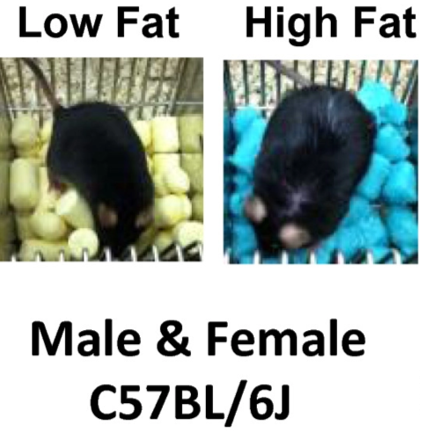 Low Fat High Fat
Male & Female
C57BL/6J